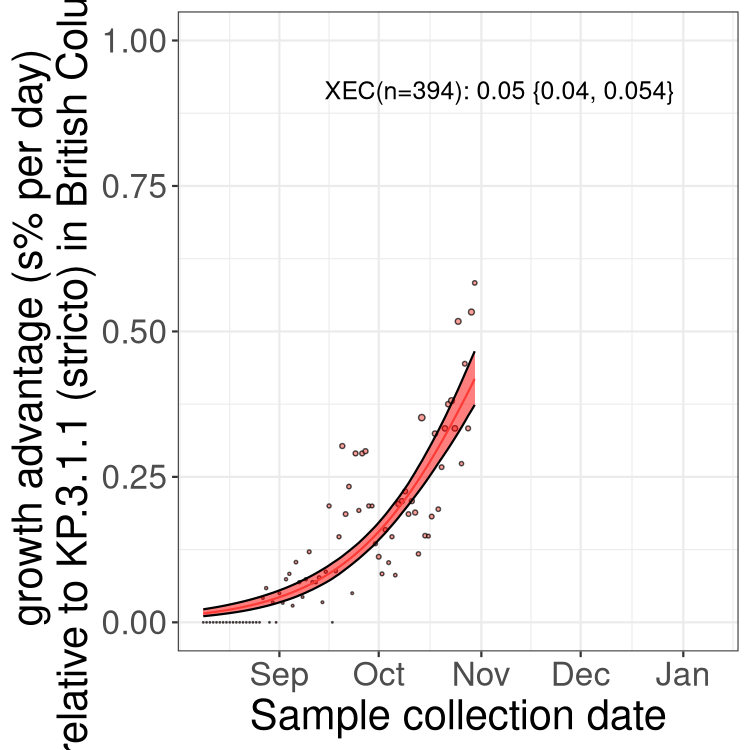 growth advantage (s% per day)
relative to KP.3.1.1 (stricto) in British
1.00
0.75
0.50
0.25
0.00
XEC(n=394): 0.05 {0.04, 0.054}
Sep Oct Nov Dec Jan
Sample collection date